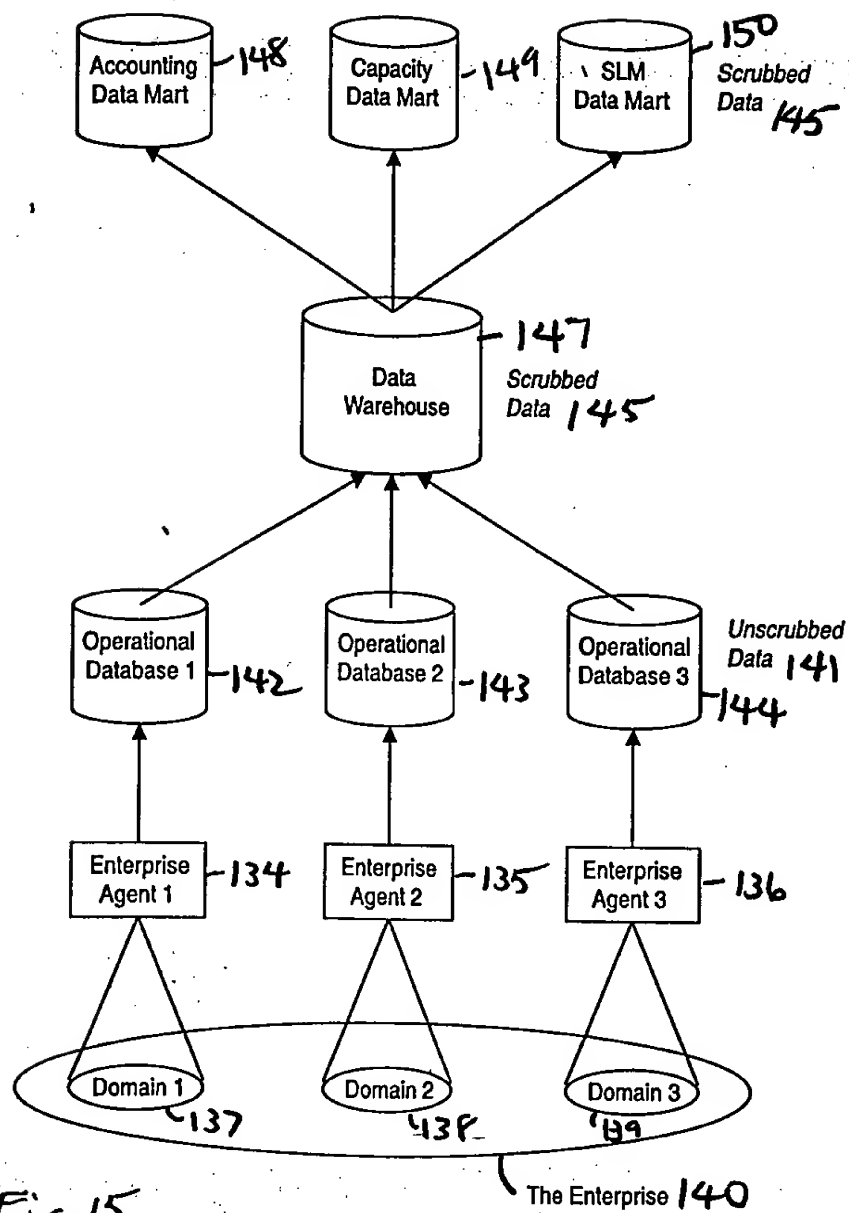 Accounting
Data Mart
148
Capacity
Data Mart
149
SLM
Data Mart
150
Scrubbed
Data 145
Data
Warehouse
147
Scrubbed
Data 145
Operational
Database 1
142
Operational
Database 2
143
Operational
Database 3
144
Unscrubbed
Data 141
Enterprise
Agent 1
134
Enterprise
Agent 2
135
Enterprise
Agent 3
136
Domain 1
137
Domain 2
138
Domain 3
139
The Enterprise 140
Fig. 15